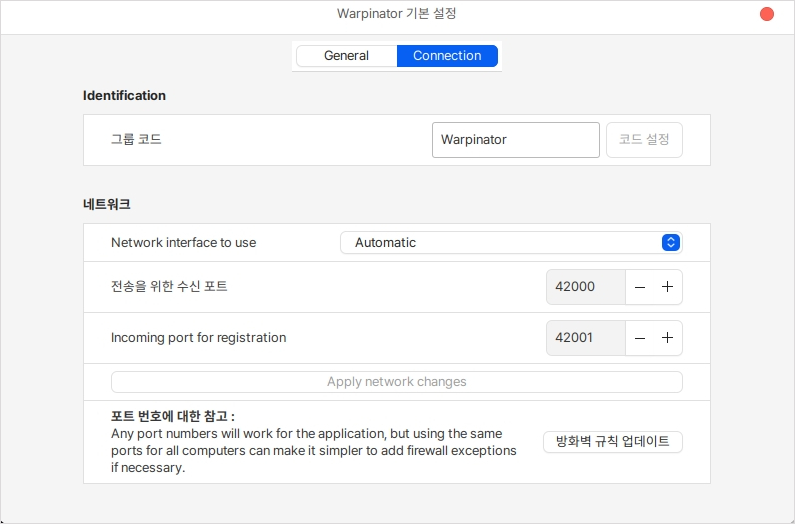 Warpinator 기본 설정
General
Connection
Identification
그룹 코드
Warpinator
코드 설정
네트워크
Network interface to use
Automatic
전송을 위한 수신 포트
42000
Incoming port for registration
42001
Apply network changes
포트 번호에 대한 참고 :
Any port numbers will work for the application, but using the same
ports for all computers can make it simpler to add firewall exceptions
if necessary.
방화벽 규칙 업데이트